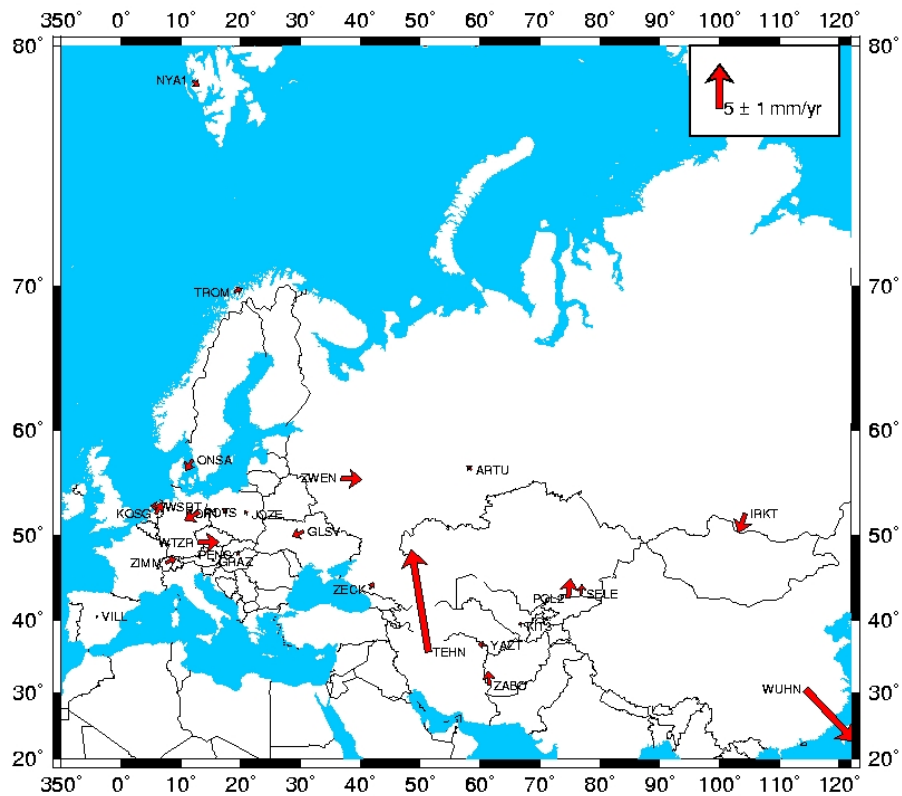 350° 0° 10° 20° 30° 40° 50° 60° 70° 80° 90° 100° 110° 120°
80° 80°
NYA1
5 ± 1 mm/yr
70° 70°
TROM
60° 60°
ONSA
ZWEN
ARTU
KOSG
WSRT
BOTS
JOZE
IRKT
50° 50°
GLSV
WTZR
PENC
ZIMM
GRAZ
ZECK
POL2
SELE
40° 40°
VILL
KIT3
TEHN
YAZT
ZABO
WUHN
30° 30°
20° 20°
350° 0° 10° 20° 30° 40° 50° 60° 70° 80° 90° 100° 110° 120°